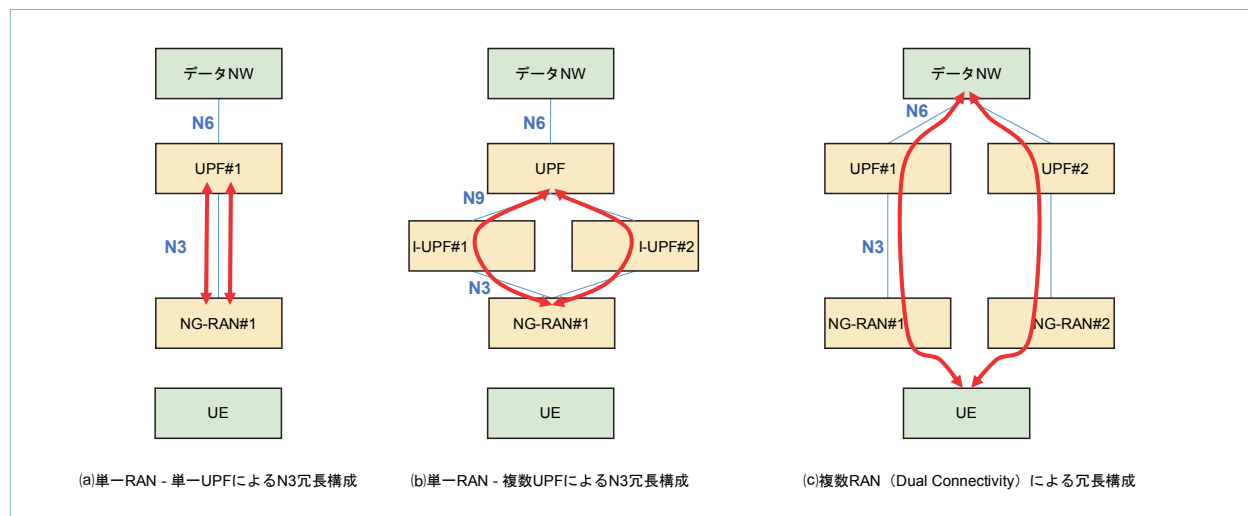 データNW
データNW
データNW
N6
N6
N6
UPF#1
UPF
UPF#1
UPF#2
N9
N3
I-UPF#1
I-UPF#2
N3
N3
NG-RAN#1
NG-RAN#1
NG-RAN#1
NG-RAN#2
UE
UE
UE
(a)単一RAN - 単一UPFによるN3冗長構成
(b)単一RAN - 複数UPFによるN3冗長構成
(c)複数RAN（Dual Connectivity）による冗長構成